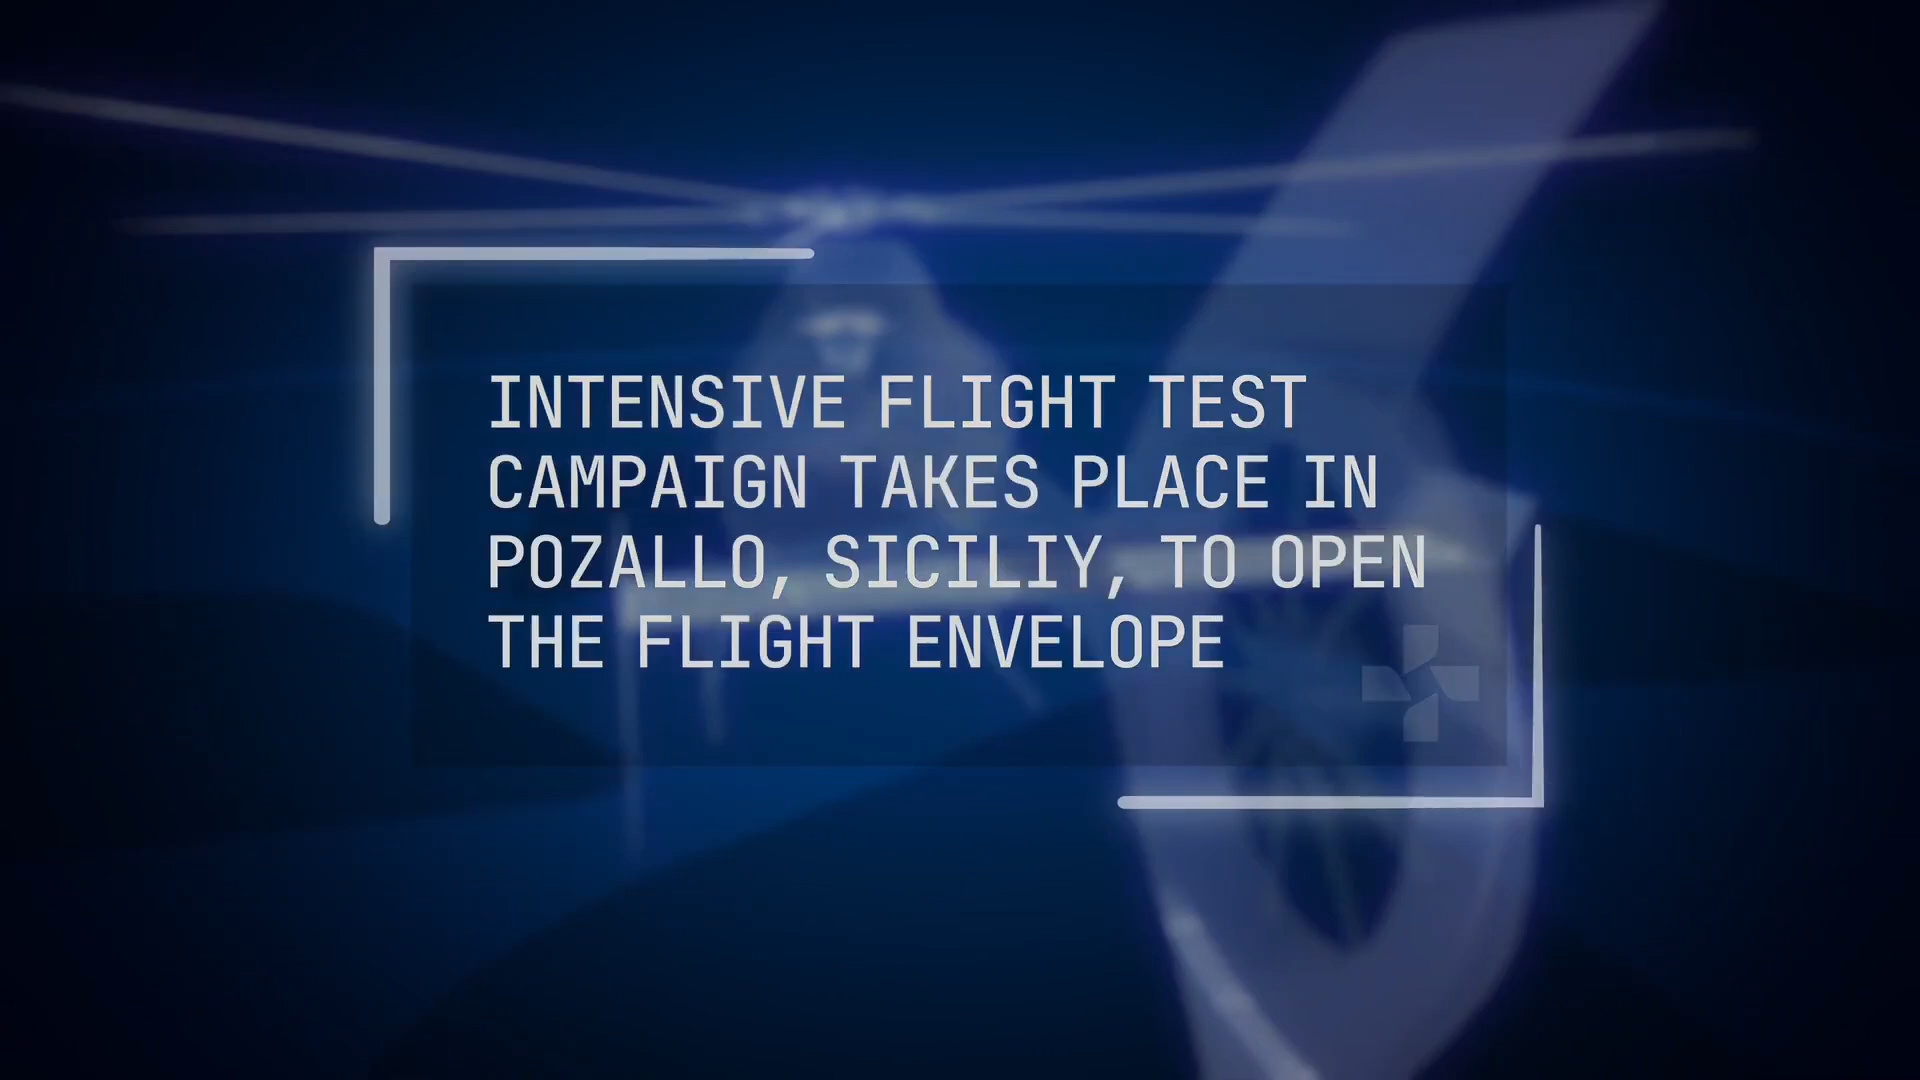 INTENSIVE FLIGHT TEST
CAMPAIGN TAKES PLACE IN
POZALLO, SICILIY, TO OPEN
THE FLIGHT ENVELOPE